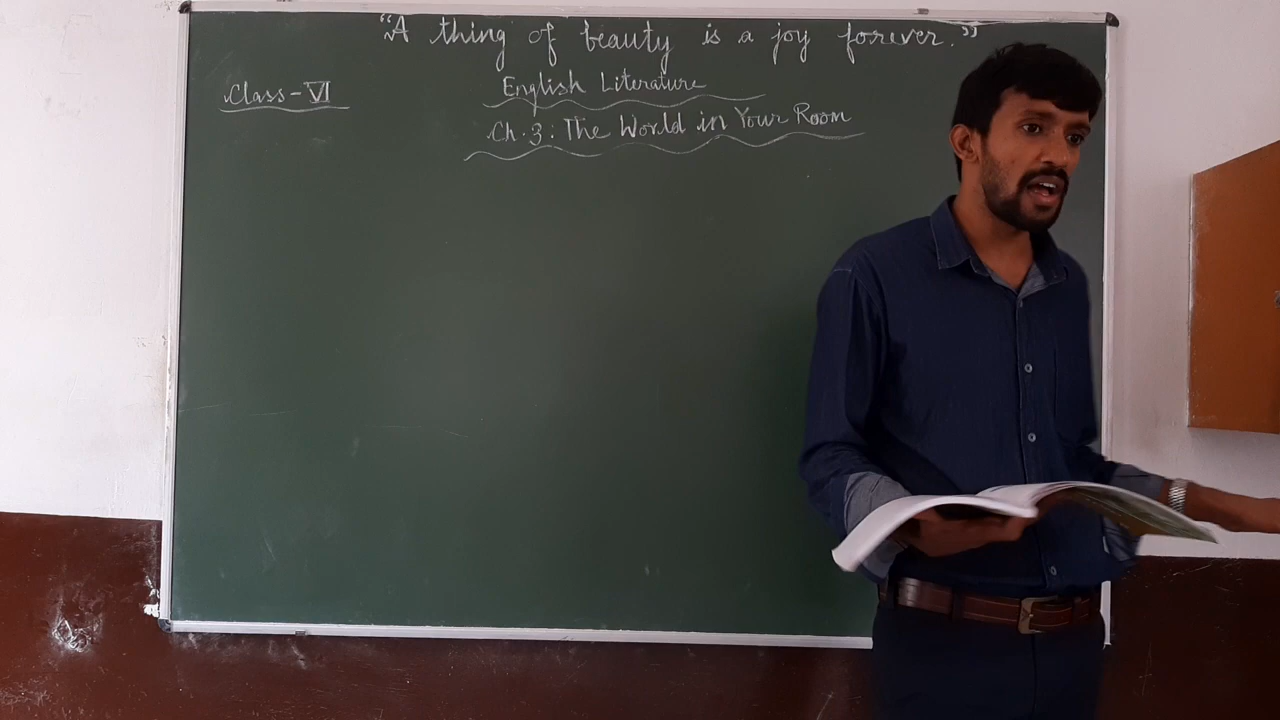 "A thing of beauty is a joy forever."
Class-VI
English Literature
Ch.3: The World in Your Room